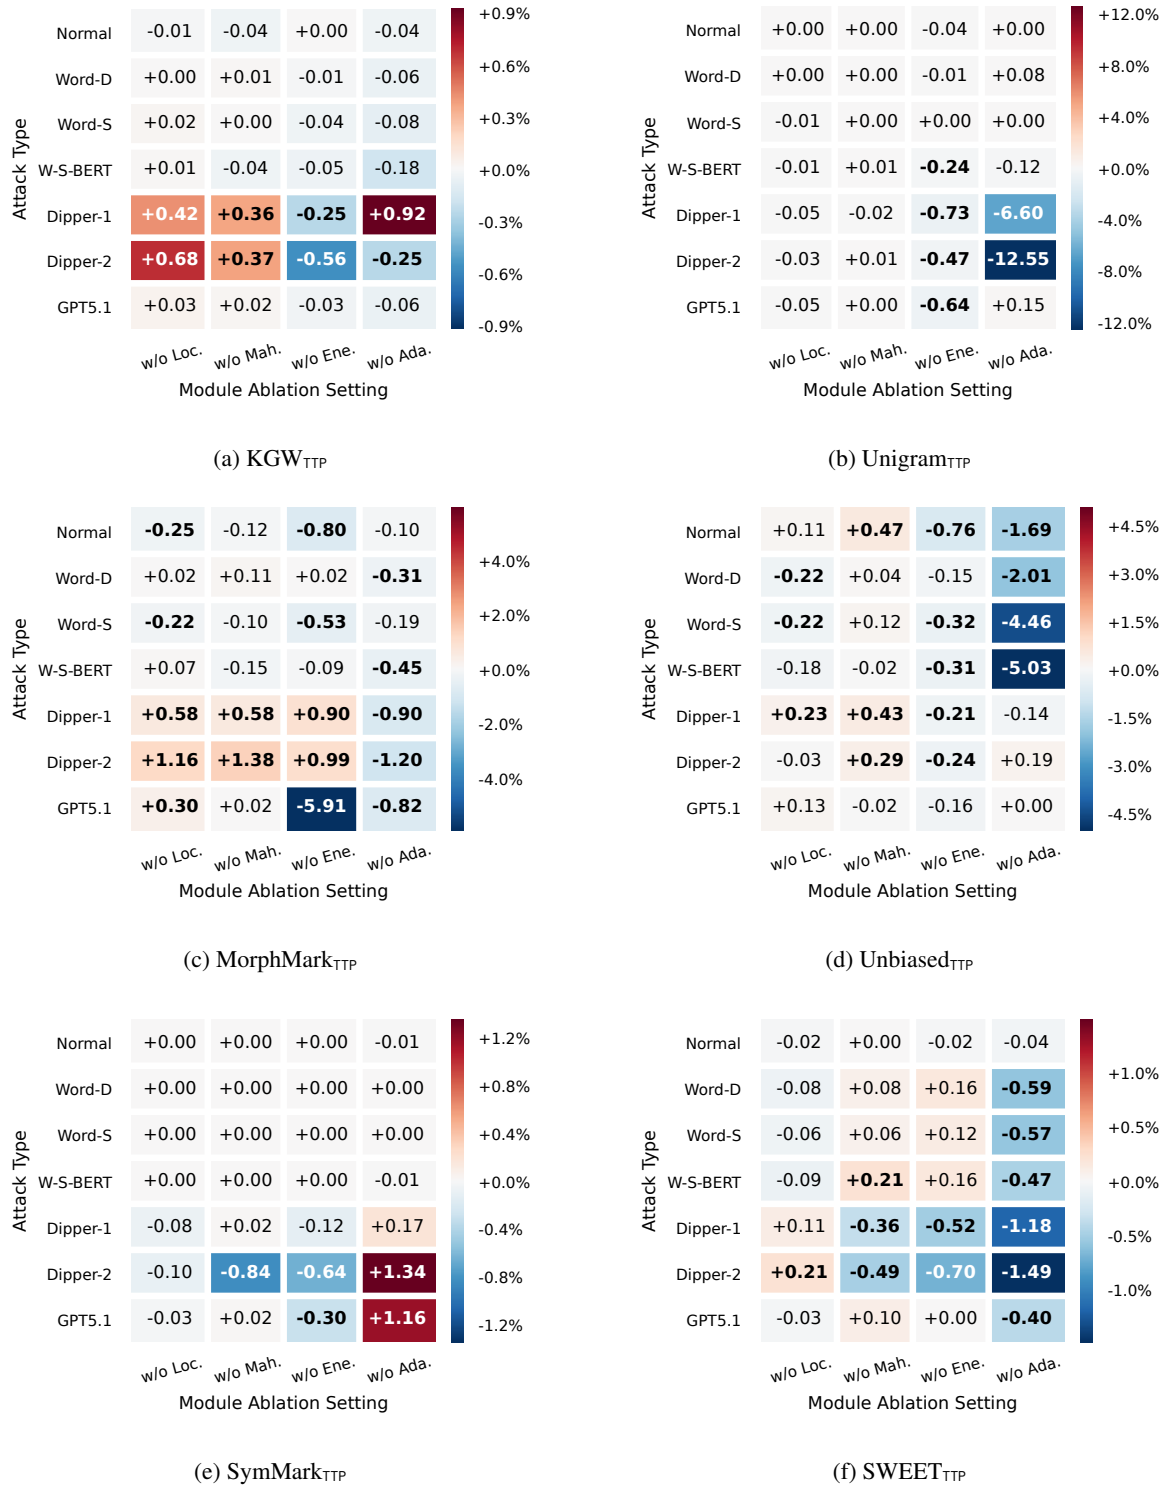 Attack Type
Normal -0.01 -0.04 +0.00 -0.04
Word-D +0.00 +0.01 -0.01 -0.06
Word-S +0.02 +0.00 -0.04 -0.08
W-S-BERT +0.01 -0.04 -0.05 -0.18
Dipper-1 +0.42 +0.36 -0.25 +0.92
Dipper-2 +0.68 +0.37 -0.56 -0.25
GPT5.1 +0.03 +0.02 -0.03 -0.06
w/o Loc. w/o Mah. w/o Ene. w/o Ada.
Module Ablation Setting
+0.9%
+0.6%
+0.3%
+0.0%
-0.3%
-0.6%
-0.9%
(a) KGWTTP
Attack Type
Normal +0.00 +0.00 -0.04 +0.00
Word-D +0.00 +0.00 -0.01 +0.08
Word-S -0.01 +0.00 +0.00 +0.00
W-S-BERT -0.01 +0.01 -0.24 -0.12
Dipper-1 -0.05 -0.02 -0.73 -6.60
Dipper-2 -0.03 +0.01 -0.47 -12.55
GPT5.1 -0.05 +0.00 -0.64 +0.15
w/o Loc. w/o Mah. w/o Ene. w/o Ada.
Module Ablation Setting
+12.0%
+8.0%
+4.0%
+0.0%
-4.0%
-8.0%
-12.0%
(b) UnigramTTP
Attack Type
Normal -0.25 -0.12 -0.80 -0.10
Word-D +0.02 +0.11 +0.02 -0.31
Word-S -0.22 -0.10 -0.53 -0.19
W-S-BERT +0.07 -0.15 -0.09 -0.45
Dipper-1 +0.58 +0.58 +0.90 -0.90
Dipper-2 +1.16 +1.38 +0.99 -1.20
GPT5.1 +0.30 +0.02 -5.91 -0.82
w/o Loc. w/o Mah. w/o Ene. w/o Ada.
Module Ablation Setting
+4.0%
+2.0%
+0.0%
-2.0%
-4.0%
(c) MorphMarkTTP
Attack Type
Normal +0.11 +0.47 -0.76 -1.69
Word-D -0.22 +0.04 -0.15 -2.01
Word-S -0.22 +0.12 -0.32 -4.46
W-S-BERT -0.18 -0.02 -0.31 -5.03
Dipper-1 +0.23 +0.43 -0.21 -0.14
Dipper-2 -0.03 +0.29 -0.24 +0.19
GPT5.1 +0.13 -0.02 -0.16 +0.00
w/o Loc. w/o Mah. w/o Ene. w/o Ada.
Module Ablation Setting
+4.5%
+3.0%
+1.5%
+0.0%
-1.5%
-3.0%
-4.5%
(d) UnbiasedTTP
Attack Type
Normal +0.00 +0.00 +0.00 -0.01
Word-D +0.00 +0.00 +0.00 +0.00
Word-S +0.00 +0.00 +0.00 +0.00
W-S-BERT +0.00 +0.00 +0.00 -0.01
Dipper-1 -0.08 +0.02 -0.12 +0.17
Dipper-2 -0.10 -0.84 -0.64 +1.34
GPT5.1 -0.03 +0.02 -0.30 +1.16
w/o Loc. w/o Mah. w/o Ene. w/o Ada.
Module Ablation Setting
+1.2%
+0.8%
+0.4%
+0.0%
-0.4%
-0.8%
-1.2%
(e) SymMarkTTP
Attack Type
Normal -0.02 +0.00 -0.02 -0.04
Word-D -0.08 +0.08 +0.16 -0.59
Word-S -0.06 +0.06 +0.12 -0.57
W-S-BERT -0.09 +0.21 +0.16 -0.47
Dipper-1 +0.11 -0.36 -0.52 -1.18
Dipper-2 +0.21 -0.49 -0.70 -1.49
GPT5.1 -0.03 +0.10 +0.00 -0.40
w/o Loc. w/o Mah. w/o Ene. w/o Ada.
Module Ablation Setting
+1.0%
+0.5%
+0.0%
-0.5%
-1.0%
(f) SWEETTTP